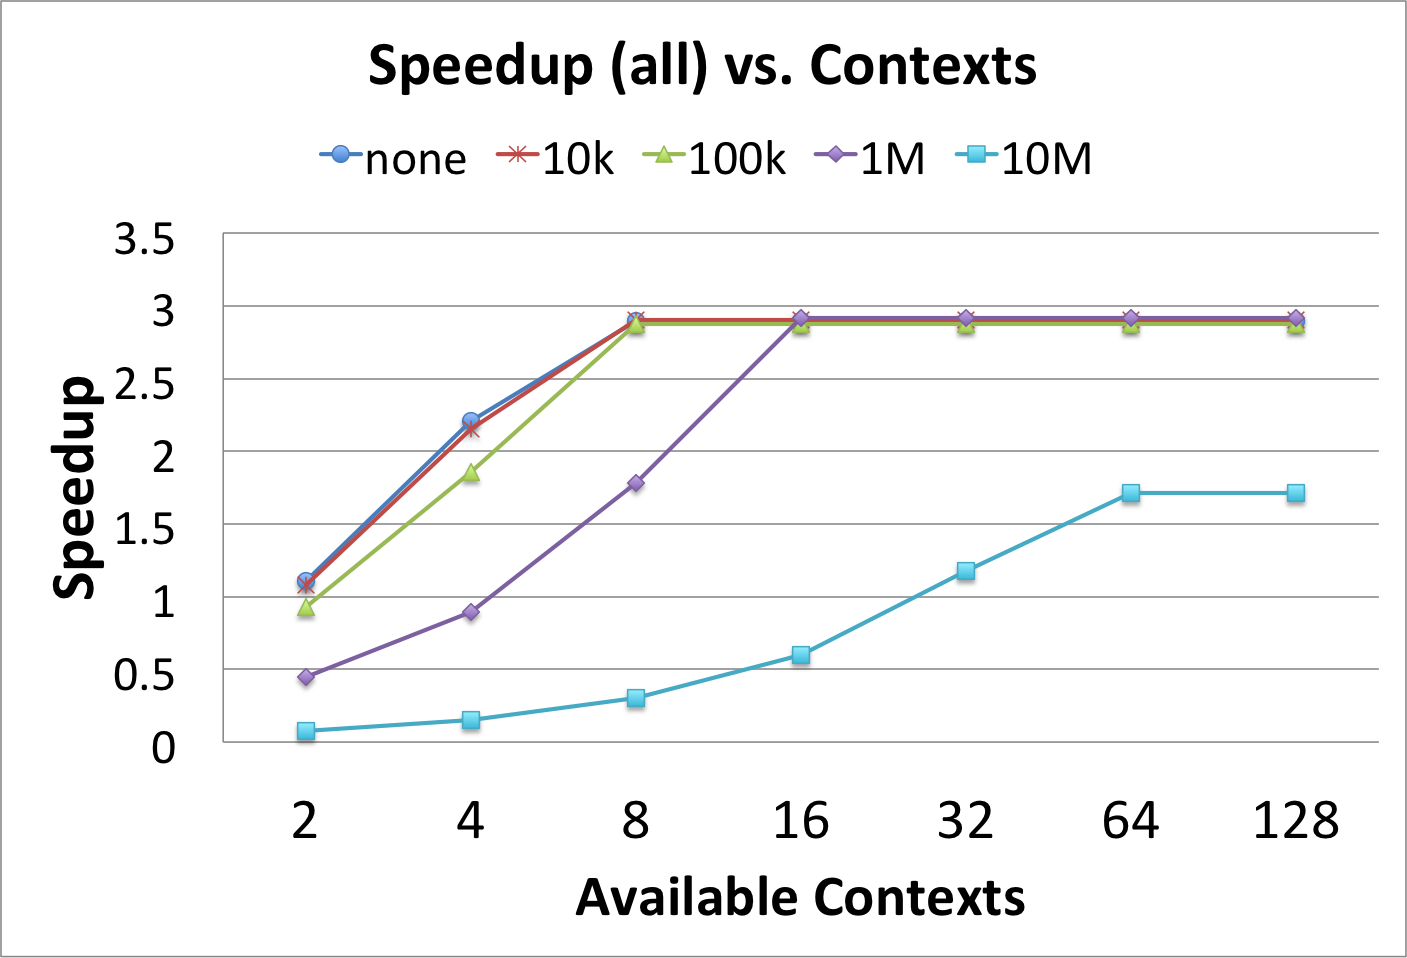 Speedup (all) vs. Contexts
none 10k 100k 1M 10M
3.5
3
2.5
2
1.5
1
0.5
0
Speedup
2 4 8 16 32 64 128
Available Contexts